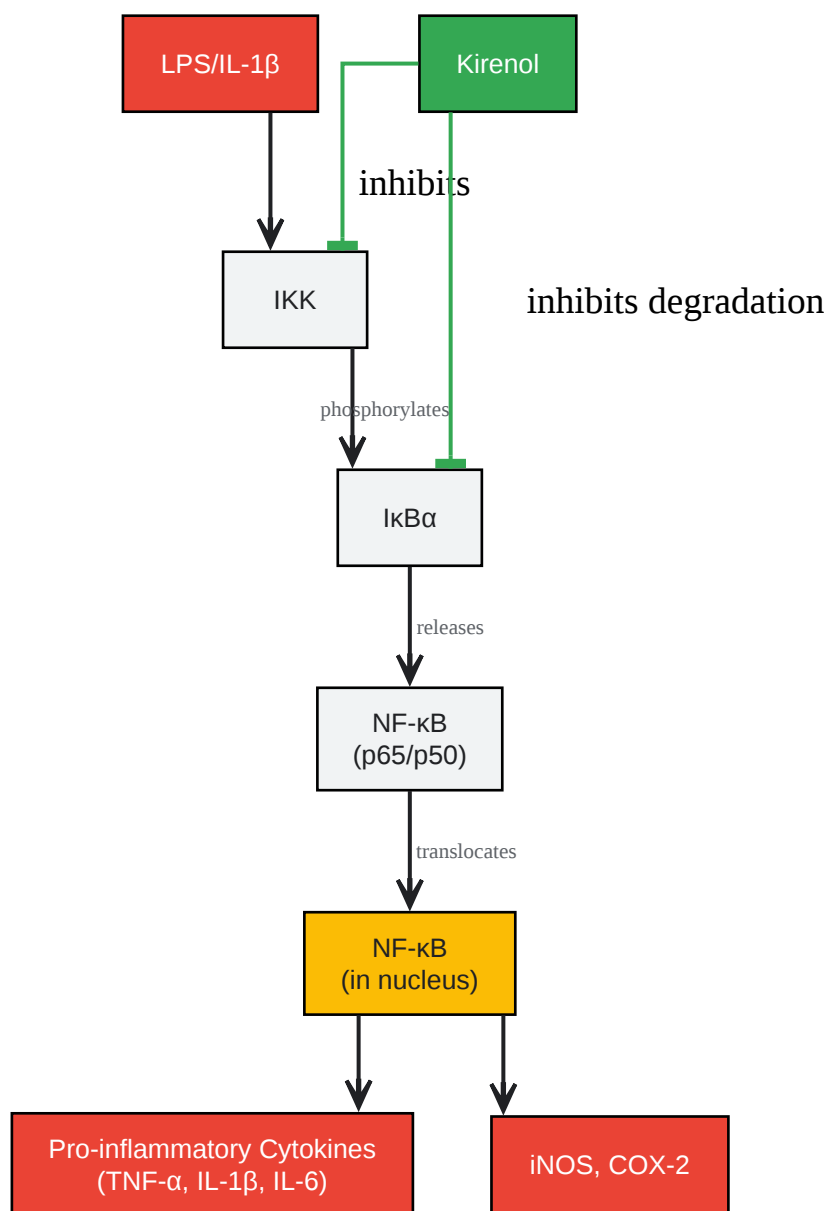 LPS/IL-1β
Kirenol
inhibits
IKK
inhibits degradation
phosphorylates
IκBα
releases
NF-κB
(p65/p50)
translocates
NF-κB
(in nucleus)
Pro-inflammatory Cytokines
(TNF-α, IL-1β, IL-6)
iNOS, COX-2